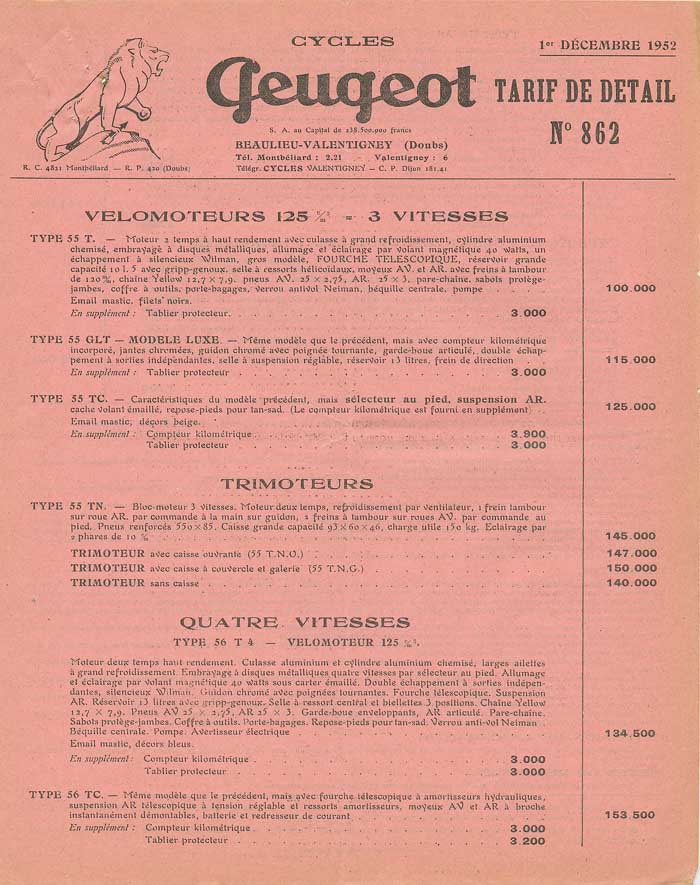 CYCLES
Peugeot
1er DÉCEMBRE 1952
TARIF DE DETAIL
No 862
S. A. au Capital de 238.500.000 francs
BEAULIEU-VALENTIGNEY (Doubs)
Tél. Montbéliard : 2.21 - Valentigney : 6
Télégr. CYCLES VALENTIGNEY — C. P. Dijon 181.41
R. C. 4821 Montbéliard — R. P. 420 (Doubs)
VELOMOTEURS 125 = 3 VITESSES
TYPE 55 T. — Moteur 2 temps à haut rendement avec culasse à grand refroidissement, cylindre aluminium
chemisé, embrayage à disques métalliques, allumage et éclairage par volant magnétique 40 watts, un
échappement à silencieux Wilman, gros modèle, FOURCHE TELESCOPIQUE, réservoir grande
capacité 10 l. 5 avec gripp-genoux, selle à ressorts hélicoïdaux, moyeux AV. et AR. avec freins à tambour
de 120%, chaîne Yellow 12,7 × 7,9, pneus AV. 25 × 2,75, AR. 25 × 3, pare-chaîne, sabots protège-
jambes, coffre à outils, porte-bagages, verrou antivol Neiman, béquille centrale, pompe . . . 100.000
Email mastic, filets noirs.
En supplément : Tablier protecteur. . . . 3.000
TYPE 55 GLT — MODELE LUXE. — Même modèle que le précédent, mais avec compteur kilométrique
incorporé, jantes chromées, guidon chromé avec poignée tournante, garde-boue articulé, double échap-
pement à sorties indépendantes, selle à suspension réglable, réservoir 13 litres, frein de direction . . 115.000
En supplément : Tablier protecteur . . . 3.000
TYPE 55 TC. — Caractéristiques du modèle précédent, mais sélecteur au pied, suspension AR.
cache volant émaillé, repose-pieds pour tan-sad. (Le compteur kilométrique est fourni en supplément) . . 125.000
Email mastic, décors beige.
En supplément : Compteur kilométrique . . . 3.900
Tablier protecteur . . . 3.000
TRIMOTEURS
TYPE 55 TN. — Bloc-moteur 3 vitesses. Moteur deux temps, refroidissement par ventilateur, 1 frein tambour
sur roue AR. par commande à la main sur guidon, 2 freins à tambour sur roues AV. par commande au
pied. Pneus renforcés 550 × 85. Caisse grande capacité 93 × 60 × 46, charge utile 150 kg. Eclairage par
2 phares de 10 % . . . 145.000
TRIMOTEUR avec caisse ouvrante (55 T.N.O.) . . . 147.000
TRIMOTEUR avec caisse à couvercle et galerie (55 T.N.G.) . . . 150.000
TRIMOTEUR sans caisse . . . 140.000
QUATRE VITESSES
TYPE 56 T 4 — VELOMOTEUR 125
Moteur deux temps haut rendement. Culasse aluminium et cylindre aluminium chemisé, larges ailettes
à grand refroidissement. Embrayage à disques métalliques quatre vitesses par sélecteur au pied. Allumage
et éclairage par volant magnétique 40 watts sous carter émaillé. Double échappement à sorties indépen-
dantes, silencieux Wilman. Guidon chromé avec poignées tournantes. Fourche télescopique. Suspension
AR. Réservoir 13 litres avec gripp-genoux. Selle à ressort central et biellettes 3 positions. Chaîne Yellow
12,7 × 7,9. Pneus AV 25 × 2,75, AR 25 × 3. Garde-boue enveloppants, AR articulé. Pare-chaîne.
Sabots protège-jambes. Coffre à outils. Porte-bagages. Repose-pieds pour tan-sad. Verrou anti-vol Neiman .
Béquille centrale. Pompe. Avertisseur électrique . . . 134.500
Email mastic, décors bleus.
En supplément : Compteur kilométrique . . . 3.000
Tablier protecteur . . . 3.000
TYPE 56 TC. — Même modèle que le précédent, mais avec fourche télescopique à amortisseurs hydrauliques,
suspension AR télescopique à tension réglable et ressorts amortisseurs, moyeux AV et AR à broche
instantanément démontables, batterie et redresseur de courant . . . 153.500
En supplément : Compteur kilométrique . . . 3.000
Tablier protecteur . . . 3.200